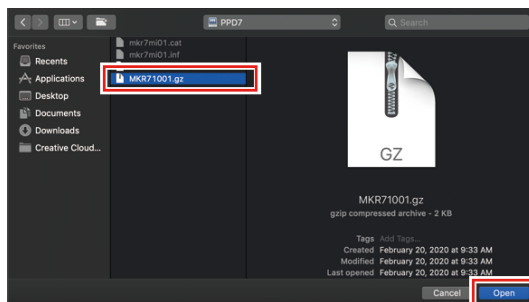 PPD7
Search
Favorites
Recents
Applications
Desktop
Documents
Downloads
Creative Cloud...
mkr7mi01.cat
mkr7mi01.inf
MKR71001.gz
GZ
MKR71001.gz
gzip compressed archive - 2 KB
Tags Add Tags...
Created February 20, 2020 at 9:33 AM
Modified February 20, 2020 at 9:33 AM
Last opened February 20, 2020 at 9:33 AM
Cancel
Open